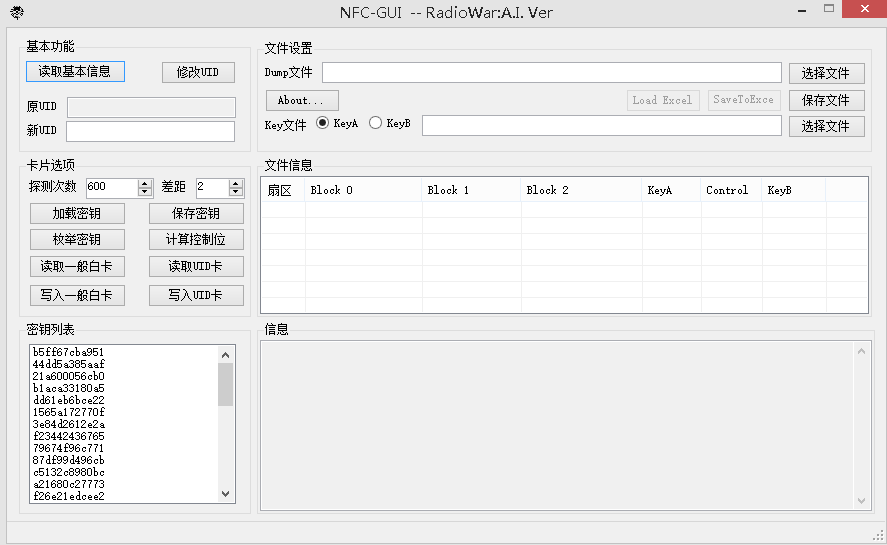 NFC-GUI -- RadioWar:A.I. Ver
基本功能
读取基本信息
修改UID
原UID
新UID
文件设置
Dump文件
选择文件
About...
Load Excel
SaveToExce
保存文件
Key文件
KeyA
KeyB
选择文件
卡片选项
探测次数
600
差距
2
加载密钥
保存密钥
枚举密钥
计算控制位
读取一般白卡
读取UID卡
写入一般白卡
写入UID卡
文件信息
扇区 Block 0 Block 1 Block 2 KeyA Control KeyB
密钥列表
b5ff67cba951
44dd5a385aaf
21a600056cb0
b1aca33180a5
dd61eb6bce22
1565a172770f
3e84d2612e2a
f23442436765
79674f96c771
87df99d496cb
c5132c8980bc
a21680c27773
f26e21edcee2
信息